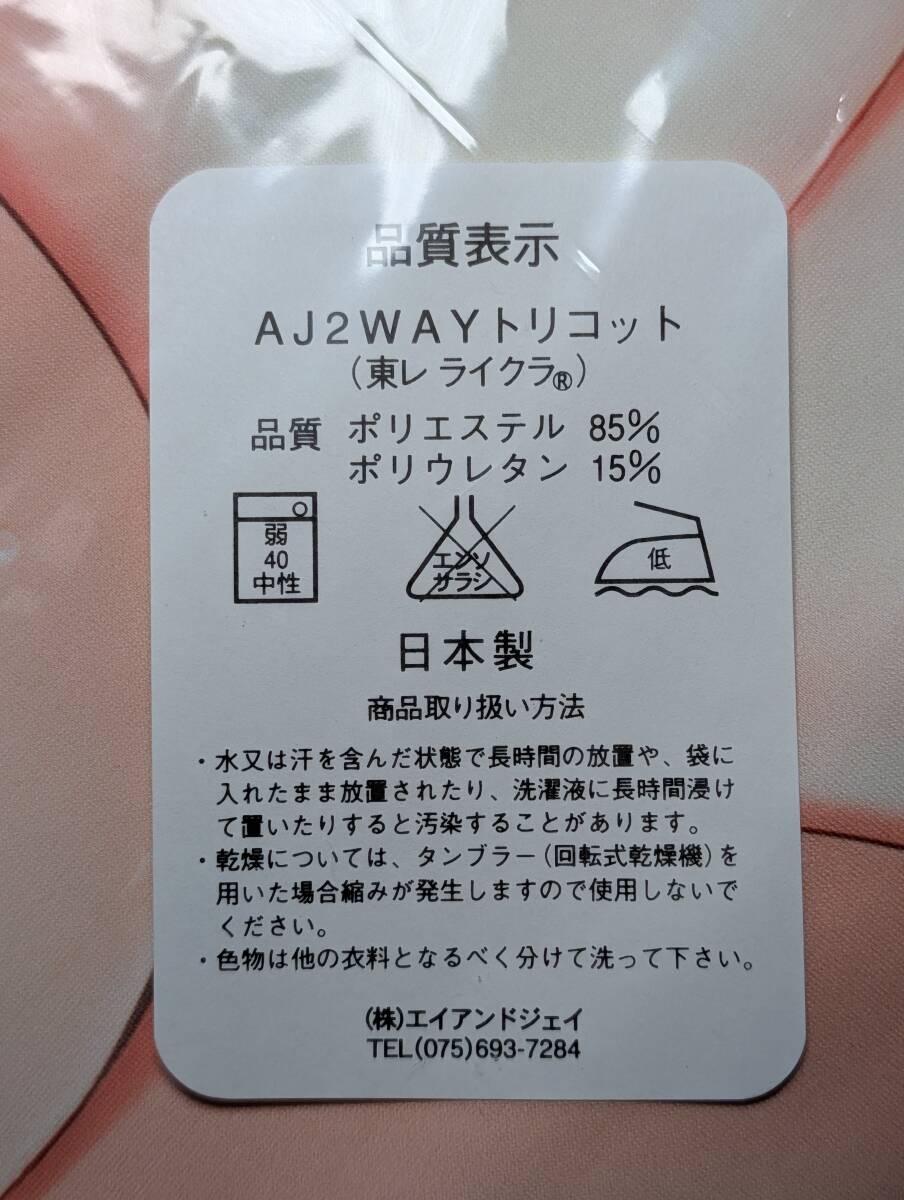 品質表示
AJ2WAYトリコット
(東レ ライクラ®)
品質 ポリエステル 85%
ポリウレタン 15%
弱
40
中性
エンソ
サラシ
低
日本製
商品取り扱い方法
・水又は汗を含んだ状態で長時間の放置や、袋に
入れたまま放置されたり、洗濯液に長時間浸け
て置いたりすると汚染することがあります。
・乾燥については、タンブラー(回転式乾燥機)を
用いた場合縮みが発生しますので使用しないで
ください。
・色物は他の衣料となるべく分けて洗って下さい。
(株)エイアンドジェイ
TEL(075)693-7284